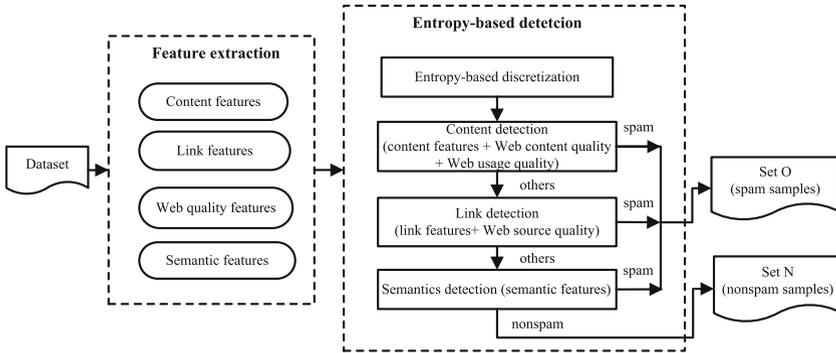 Entropy-based detetcion
Feature extraction
Entropy-based discretization
Content features
Content detection
(content features + Web content quality
+ Web usage quality)
spam
Link features
Dataset
others
Set O
(spam samples)
Web quality features
Link detection
(link features+ Web source quality)
spam
others
Semantic features
Semantics detection (semantic features)
spam
Set N
(nonspam samples)
nonspam